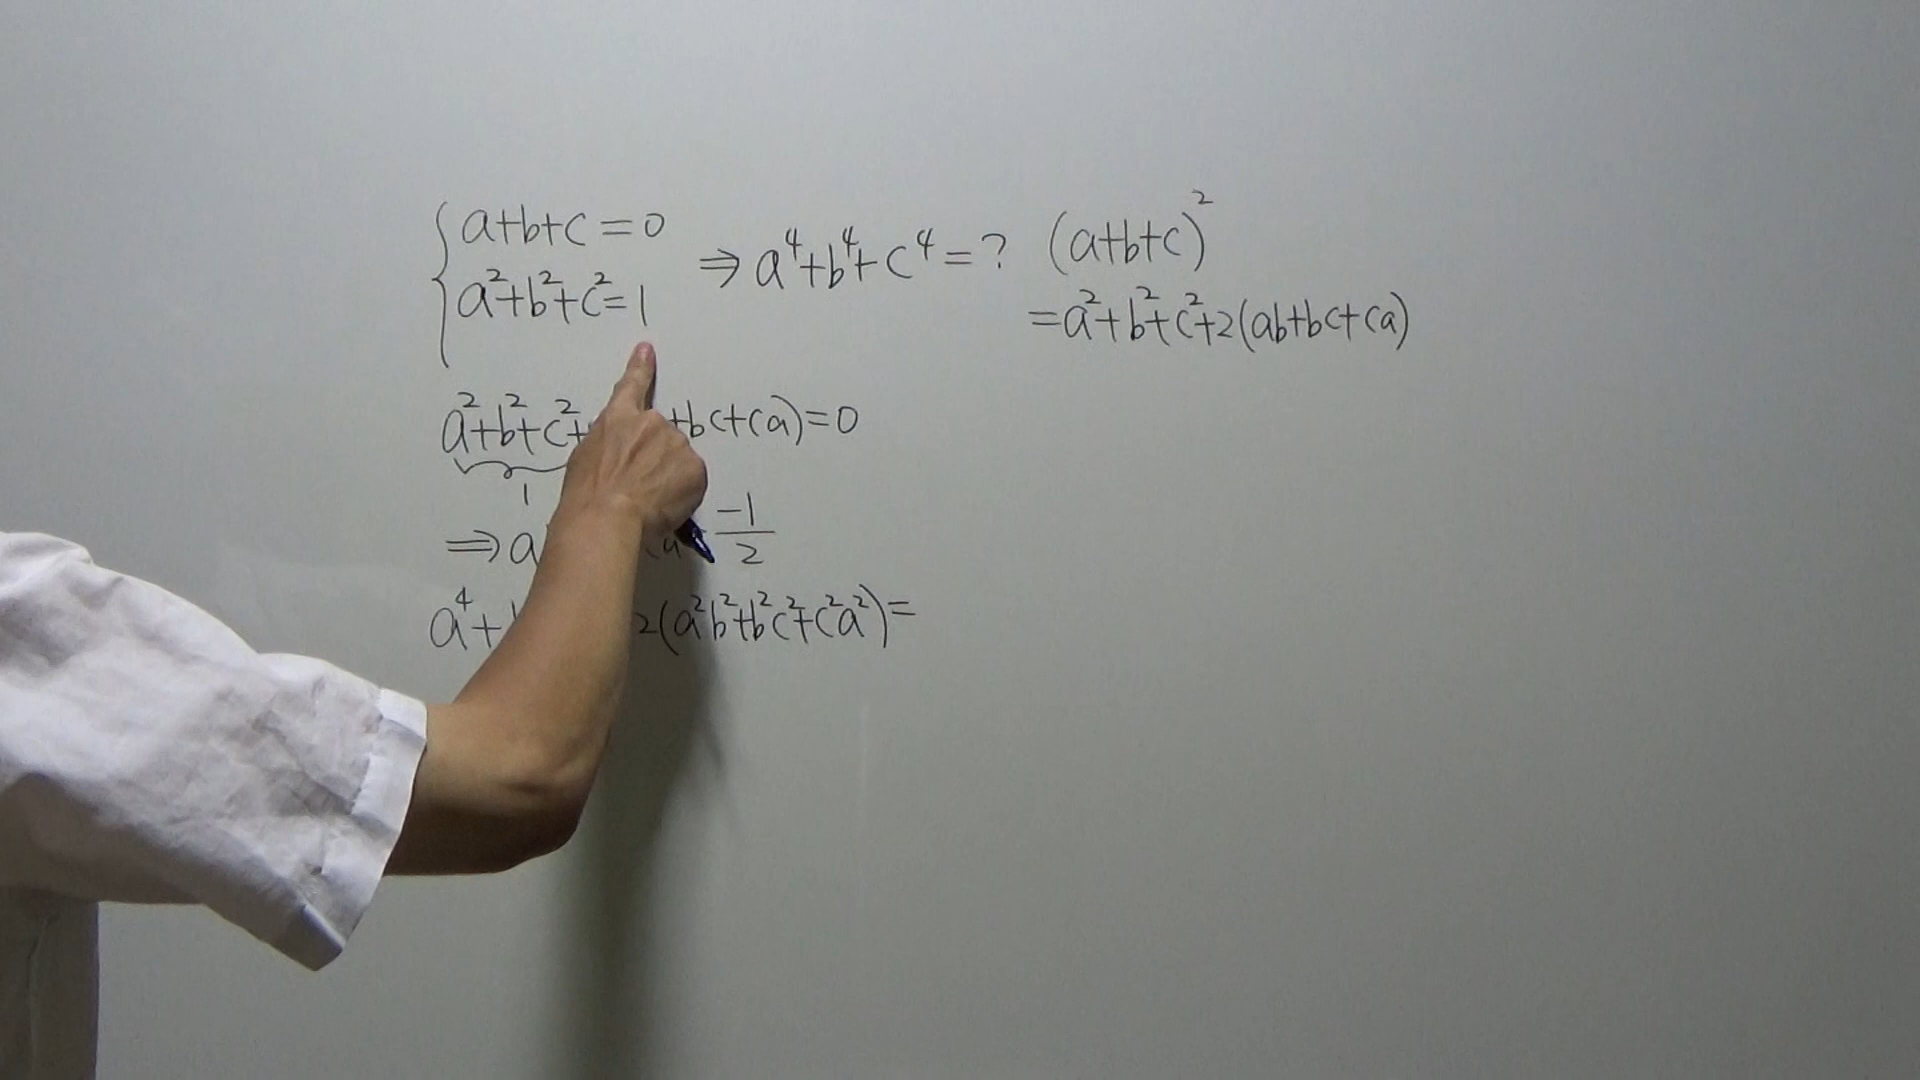 {a+b+c=0
a²+b²+c²=1
⇒a⁴+b⁴+c⁴=?
(a+b+c)²
=a²+b²+c²+2(ab+bc+ca)
a²+b²+c²+ +bc+ca)=0
1
⇒a a -1/2
a⁴+ 2(a²b²+b²c²+c²a²)=